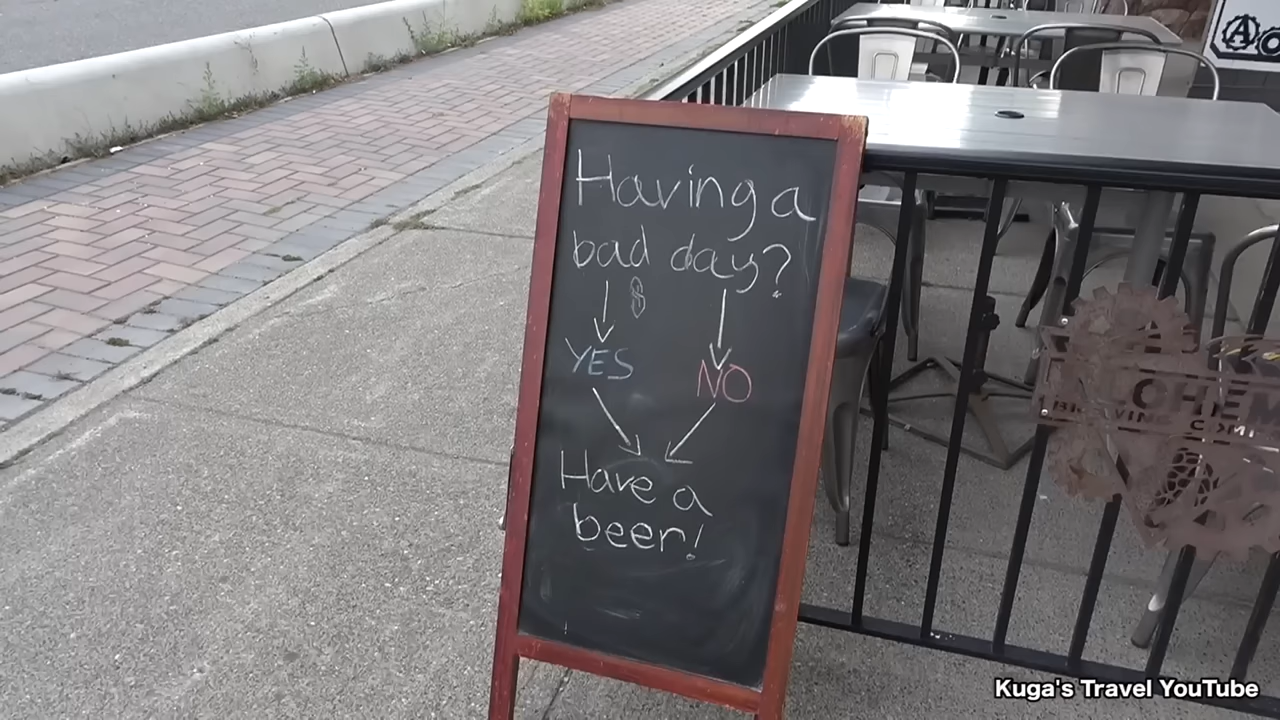 Having a
bad day?
YES
NO
Have a
beer!
Kuga's Travel YouTube